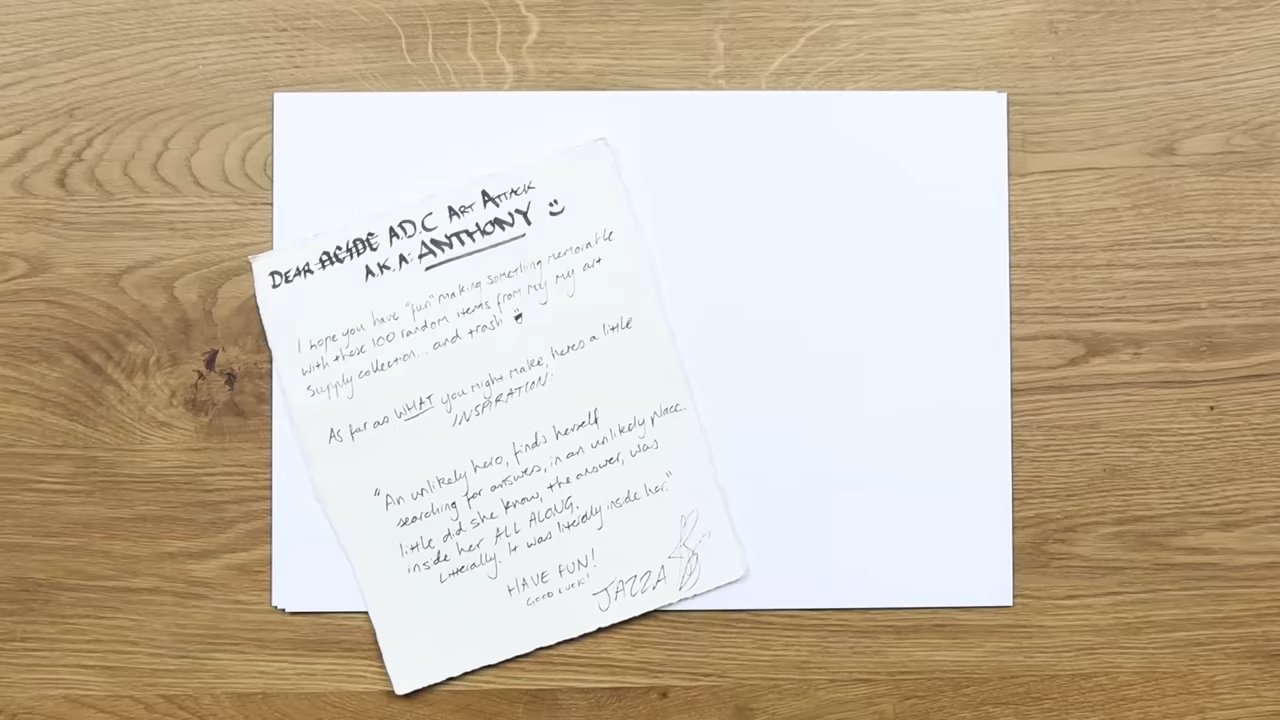 DEAR ACIDE A.D.C ART ATTACK
A.K.A. ANTHONY
I hope you have "fun" making something memorable
with these 100 random items from my my art
supply collection... and trash
As far as WHAT you might make, heres a little
INSPIRATION:
"An unlikely hero, finds herself
searching for answers, in an unlikely place.
little did she know, the answer, was
inside her ALL ALONG.
Litterally. It was literally inside her."
HAVE FUN!
GOOD LUCK!
JAZZA